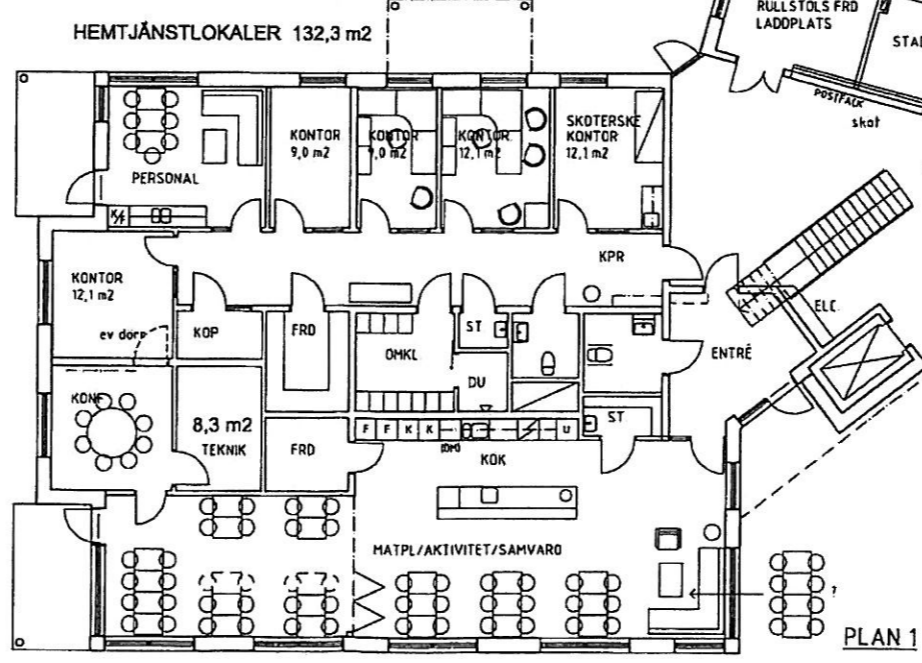 RULLSTOLS FRD
LADDPLATS
HEMTJÄNSTLOKALER 132,3 m2
POSTFACK
skot
KONTOR
9,0 m2
KONTOR
9,0 m2
KONTOR
12,1 m2
SKÖTERSKE
KONTOR
12,1 m2
PERSONAL
K/F
KPR
KONTOR
12,1 m2
ev dörr
KOP
FRD
ST
OMKL
DU
ENTRÉ
KONF
8,3 m2
TEKNIK
FRD
F F K K
U
ST
KÖK
MATPL/AKTIVITET/SAMVARO
?
PLAN 1